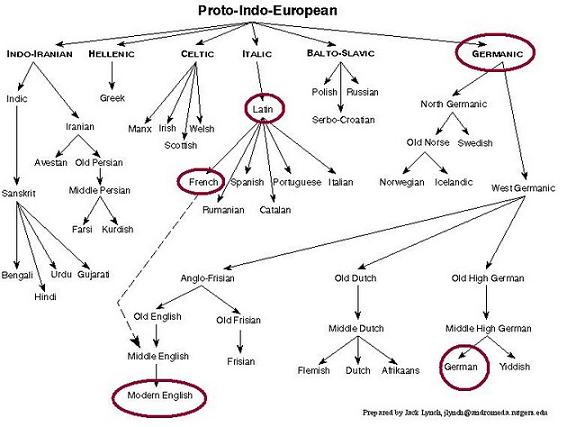 Proto-Indo-European
INDO-IRANIAN
HELLENIC
CELTIC
ITALIC
BALTO-SLAVIC
GERMANIC
Indic
Iranian
Greek
Manx
Irish
Scottish
Welsh
Latin
Polish
Russian
Serbo-Croatian
North Germanic
Old Norse
Swedish
Norwegian
Icelandic
West Germanic
Avestan
Old Persian
Middle Persian
Farsi
Kurdish
Sanskrit
Bengali
Hindi
Urdu
Gujarati
French
Rumanian
Spanish
Catalan
Portuguese
Italian
Anglo-Frisian
Old English
Old Frisian
Middle English
Frisian
Modern English
Old Dutch
Middle Dutch
Flemish
Dutch
Afrikaans
Old High German
Middle High German
German
Yiddish
Prepared by Jack Lynch, jlynch@andromeda.rutgers.edu